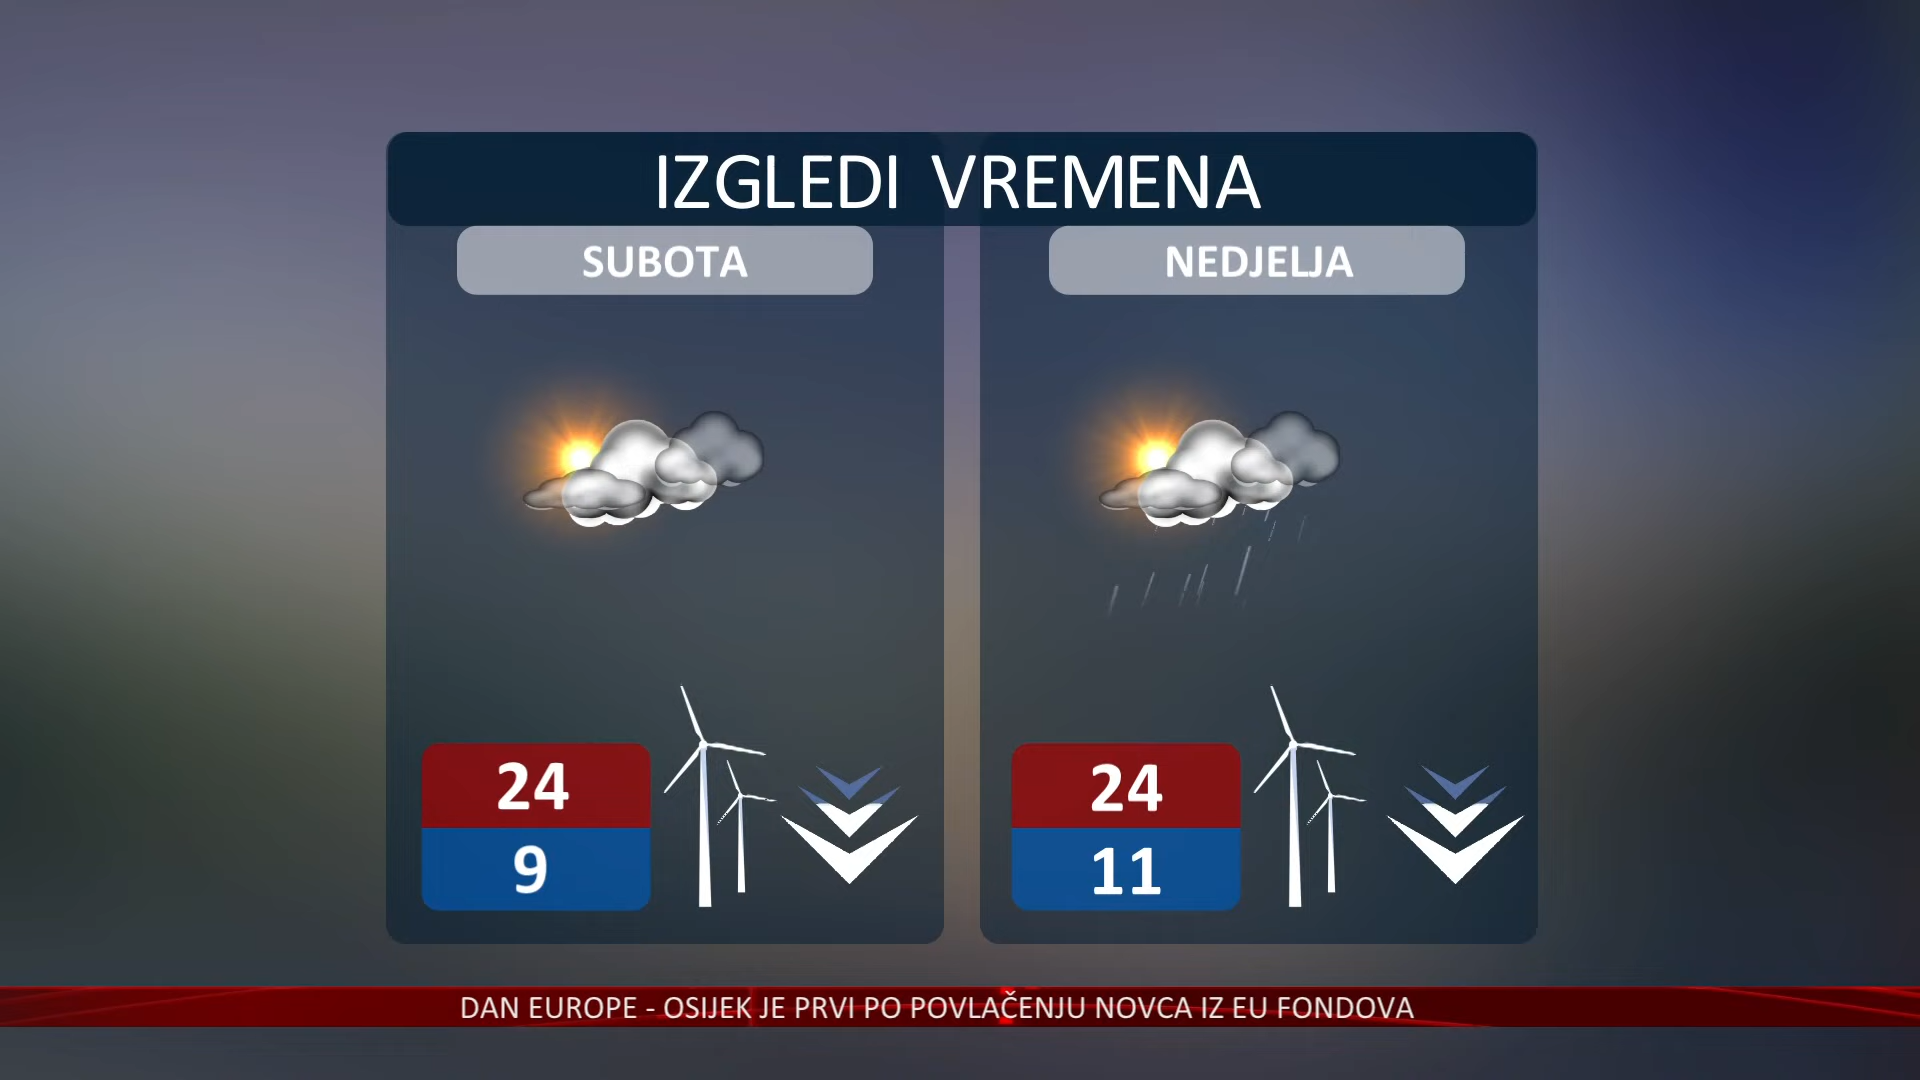 IZGLEDI VREMENA
SUBOTA
NEDJELJA
24
9
24
11
DAN EUROPE - OSIJEK JE PRVI PO POVLAČENJU NOVCA IZ EU FONDOVA